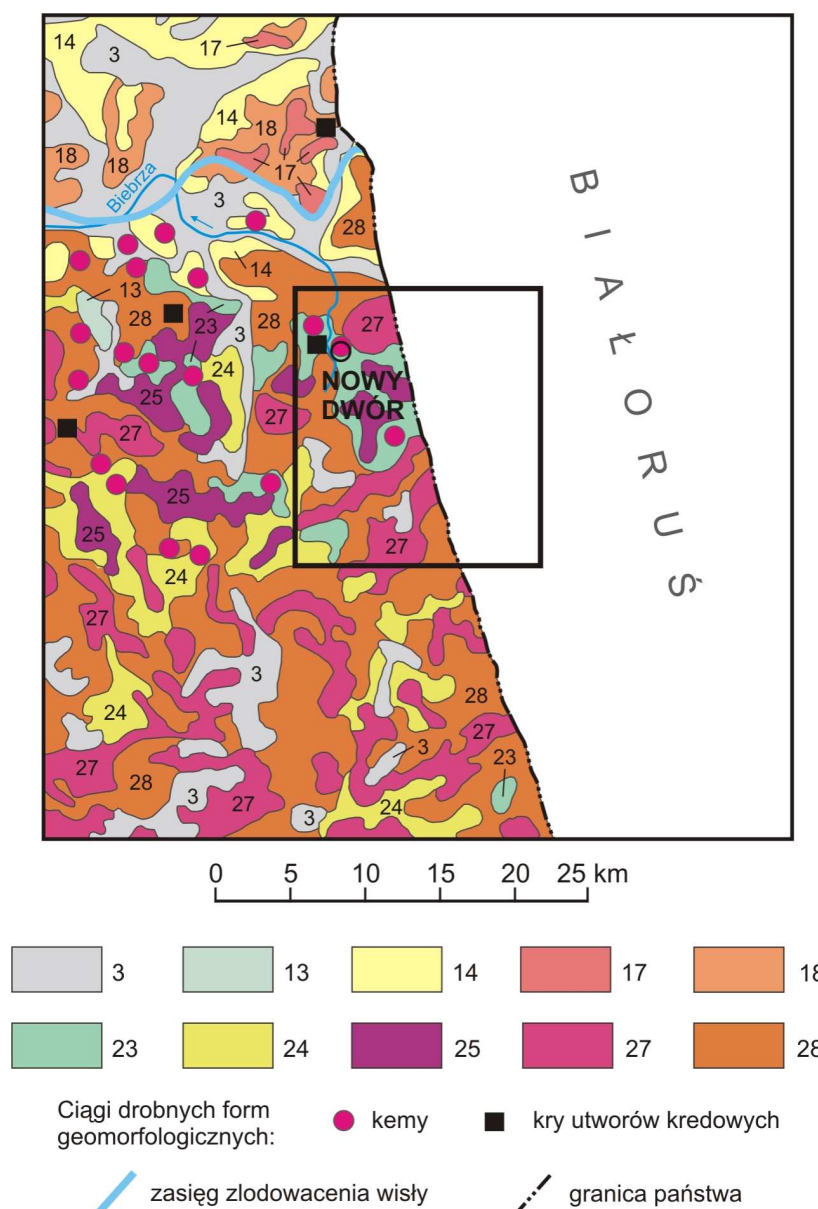 14
3
17
14
18
18
18
17
Biebrza
3
28
14
13
28
23
3
28
27
24
NOWY
DWÓR
25
27
27
25
27
25
24
27
3
28
24
27
3
23
27
28
3
27
24
3
BIAŁORUŚ
0 5 10 15 20 25 km
3 13 14 17 18
23 24 25 27 28
Ciągi drobnych form
geomorfologicznych:
kemy
kry utworów kredowych
zasięg zlodowacenia wisły
granica państwa